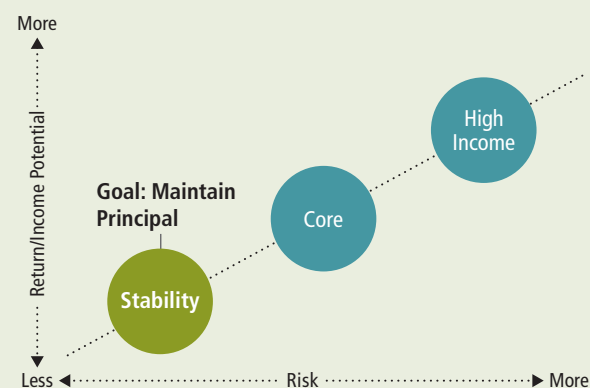 More
Return/Income Potential
High
Income
Goal: Maintain
Principal
Core
Stability
Less
Risk
More